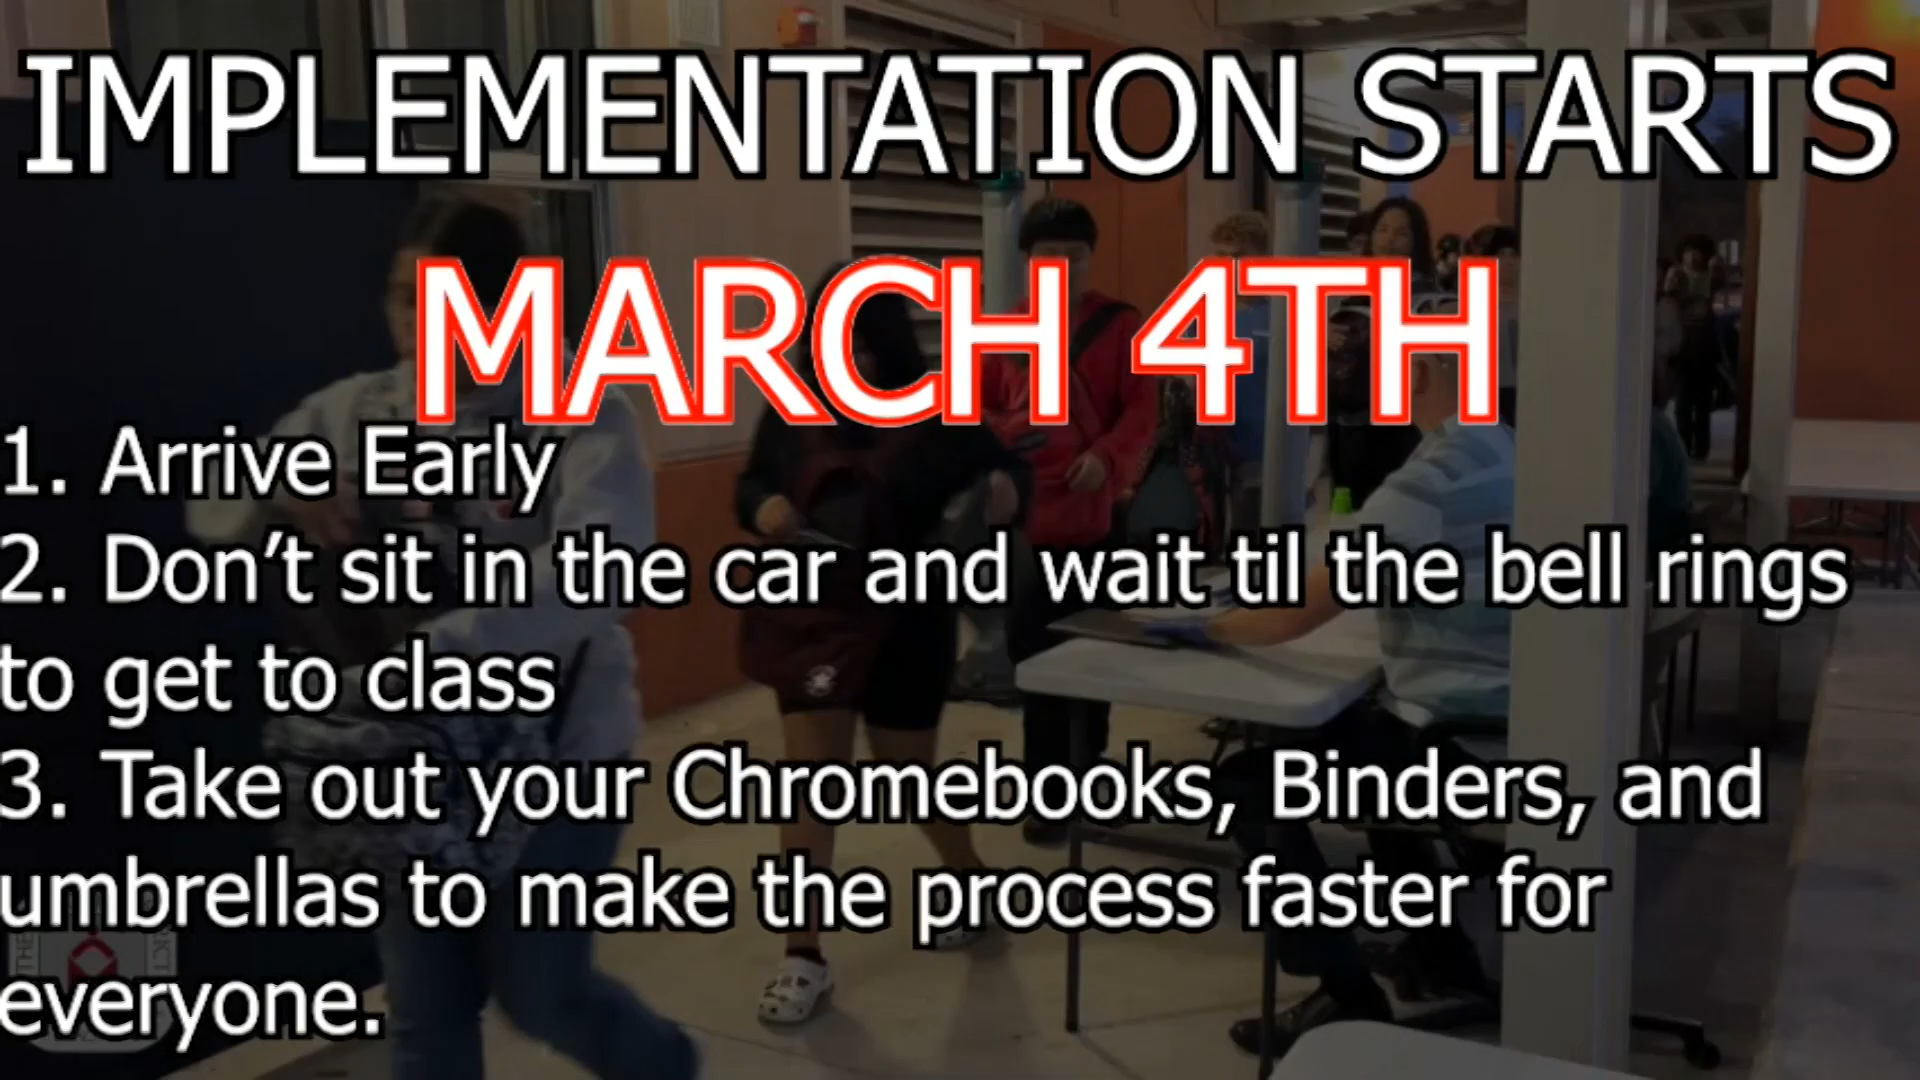 IMPLEMENTATION STARTS
MARCH 4TH
1. Arrive Early
2. Don’t sit in the car and wait til the bell rings
to get to class
3. Take out your Chromebooks, Binders, and
umbrellas to make the process faster for
everyone.